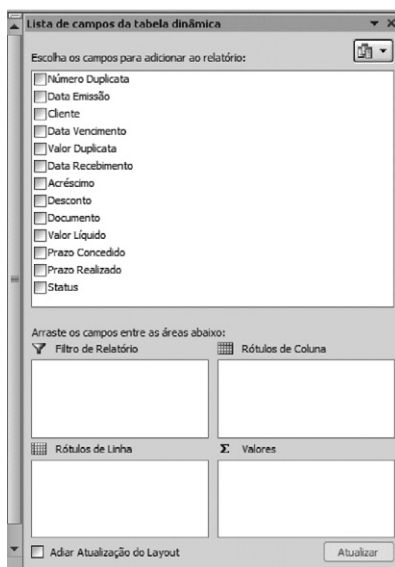 Lista de campos da tabela dinâmica
Escolha os campos para adicionar ao relatório:
Número Duplicata
Data Emissão
Cliente
Data Vencimento
Valor Duplicata
Data Recebimento
Acréscimo
Desconto
Documento
Valor Líquido
Prazo Concedido
Prazo Realizado
Status
Arraste os campos entre as áreas abaixo:
Filtro de Relatório
Rótulos de Coluna
Rótulos de Linha
Σ Valores
Adiar Atualização do Layout
Atualizar